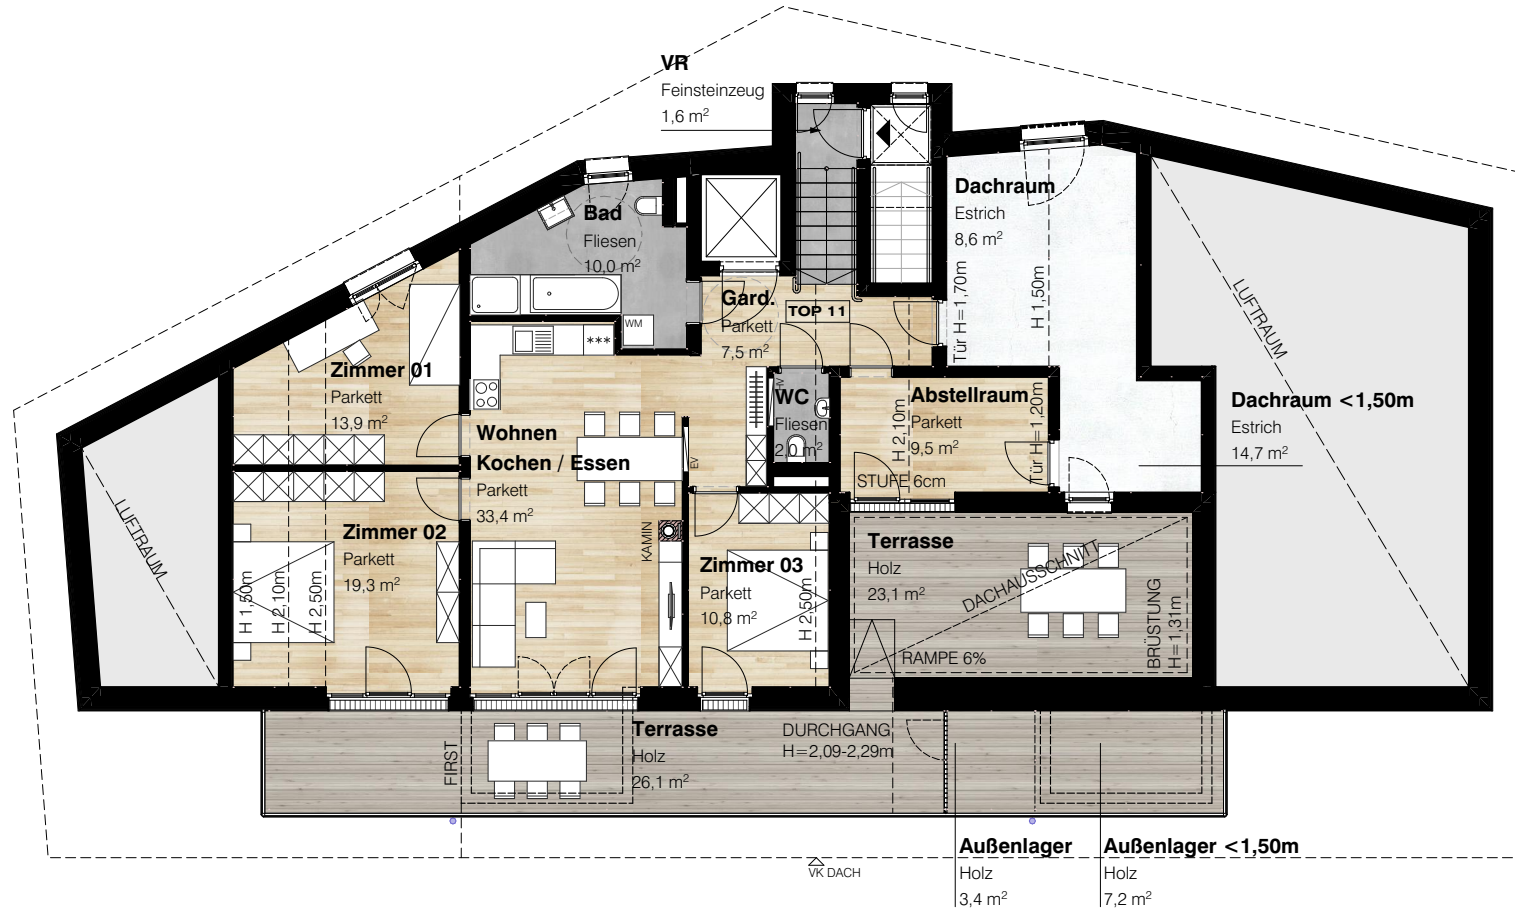 VR
Feinsteinzeug
1,6 m²
Dachraum
Estrich
8,6 m²
Bad
Fliesen
10,0 m²
Tür H=1,70m
H 1,50m
LUFTRAUM
Gard.
Parkett
7,5 m²
TOP 11
WM
***
Zimmer 01
Parkett
13,9 m²
WC
Fliesen
2,0 m²
HV
Abstellraum
Parkett
9,5 m²
H 2,10m
Tür H=1,20m
STUFE 6cm
Dachraum <1,50m
Estrich
14,7 m²
Wohnen
Kochen / Essen
Parkett
33,4 m²
EV
KAMIN
LUFTRAUM
Zimmer 02
Parkett
19,3 m²
H 1,50m
H 2,10m
H 2,50m
Zimmer 03
Parkett
10,8 m²
H 2,50m
Terrasse
Holz
23,1 m²
DACHAUSSCHNITT
BRÜSTUNG
H=1,31m
RAMPE 6%
FIRST
Terrasse
Holz
26,1 m²
DURCHGANG
H=2,09-2,29m
VK DACH
Außenlager
Holz
3,4 m²
Außenlager <1,50m
Holz
7,2 m²